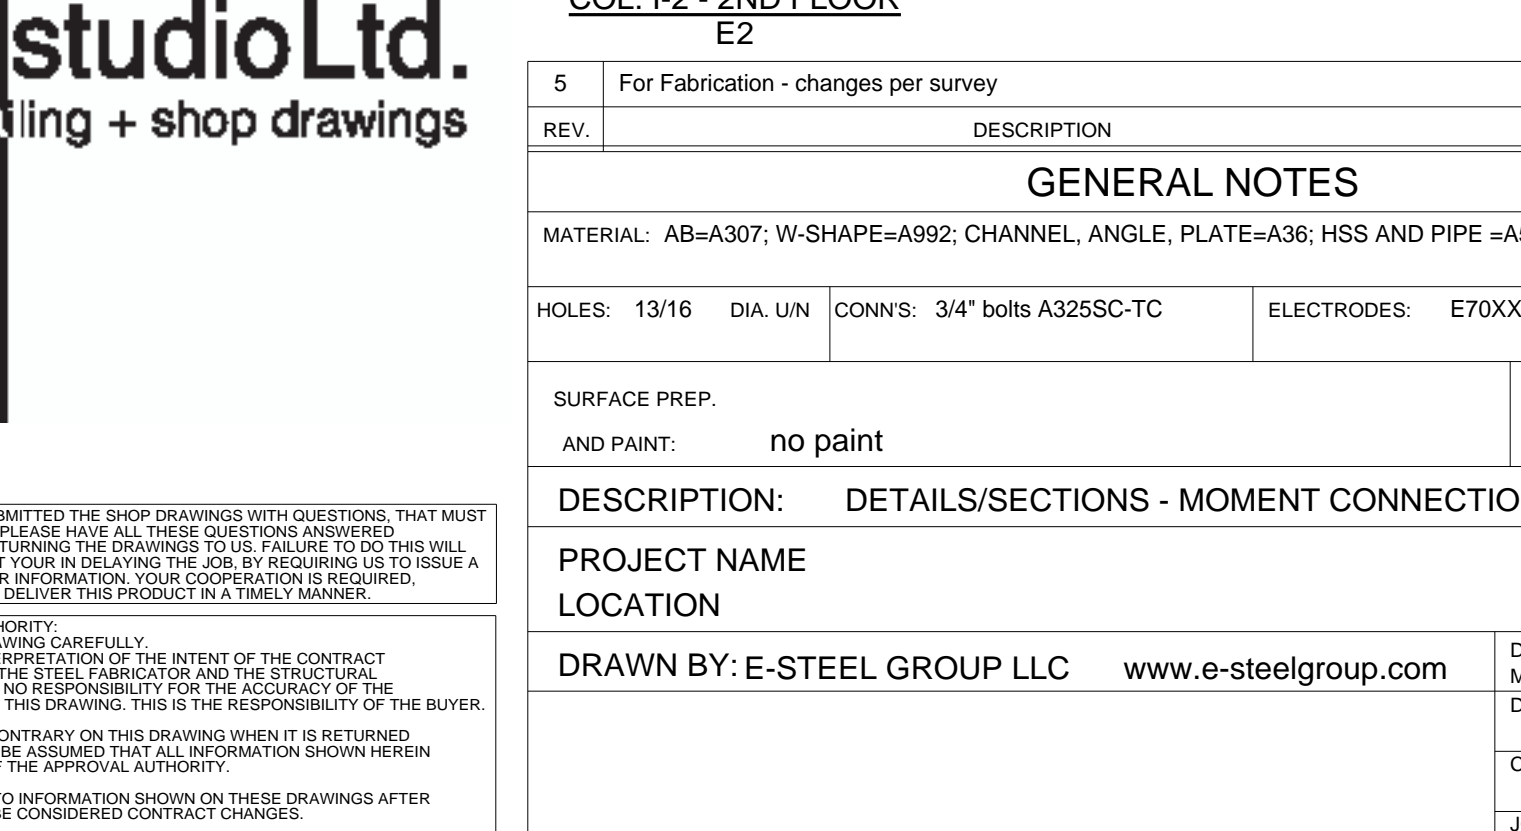 studioLtd.
iling + shop drawings
COL. I-2 - 2ND FLOOR
E2
5 For Fabrication - changes per survey
REV. DESCRIPTION
GENERAL NOTES
MATERIAL: AB=A307; W-SHAPE=A992; CHANNEL, ANGLE, PLATE=A36; HSS AND PIPE =A5
HOLES: 13/16 DIA. U/N CONN'S: 3/4" bolts A325SC-TC ELECTRODES: E70XX
SURFACE PREP.
AND PAINT: no paint
DESCRIPTION: DETAILS/SECTIONS - MOMENT CONNECTIO
PROJECT NAME
LOCATION
DRAWN BY: E-STEEL GROUP LLC www.e-steelgroup.com
D
M
D
C
J
BMITTED THE SHOP DRAWINGS WITH QUESTIONS, THAT MUST
PLEASE HAVE ALL THESE QUESTIONS ANSWERED
TURNING THE DRAWINGS TO US. FAILURE TO DO THIS WILL
T YOUR IN DELAYING THE JOB, BY REQUIRING US TO ISSUE A
R INFORMATION. YOUR COOPERATION IS REQUIRED,
DELIVER THIS PRODUCT IN A TIMELY MANNER.
HORITY:
AWING CAREFULLY.
ERPRETATION OF THE INTENT OF THE CONTRACT
THE STEEL FABRICATOR AND THE STRUCTURAL
NO RESPONSIBILITY FOR THE ACCURACY OF THE
THIS DRAWING. THIS IS THE RESPONSIBILITY OF THE BUYER.
ONTRARY ON THIS DRAWING WHEN IT IS RETURNED
BE ASSUMED THAT ALL INFORMATION SHOWN HEREIN
F THE APPROVAL AUTHORITY.
TO INFORMATION SHOWN ON THESE DRAWINGS AFTER
BE CONSIDERED CONTRACT CHANGES.